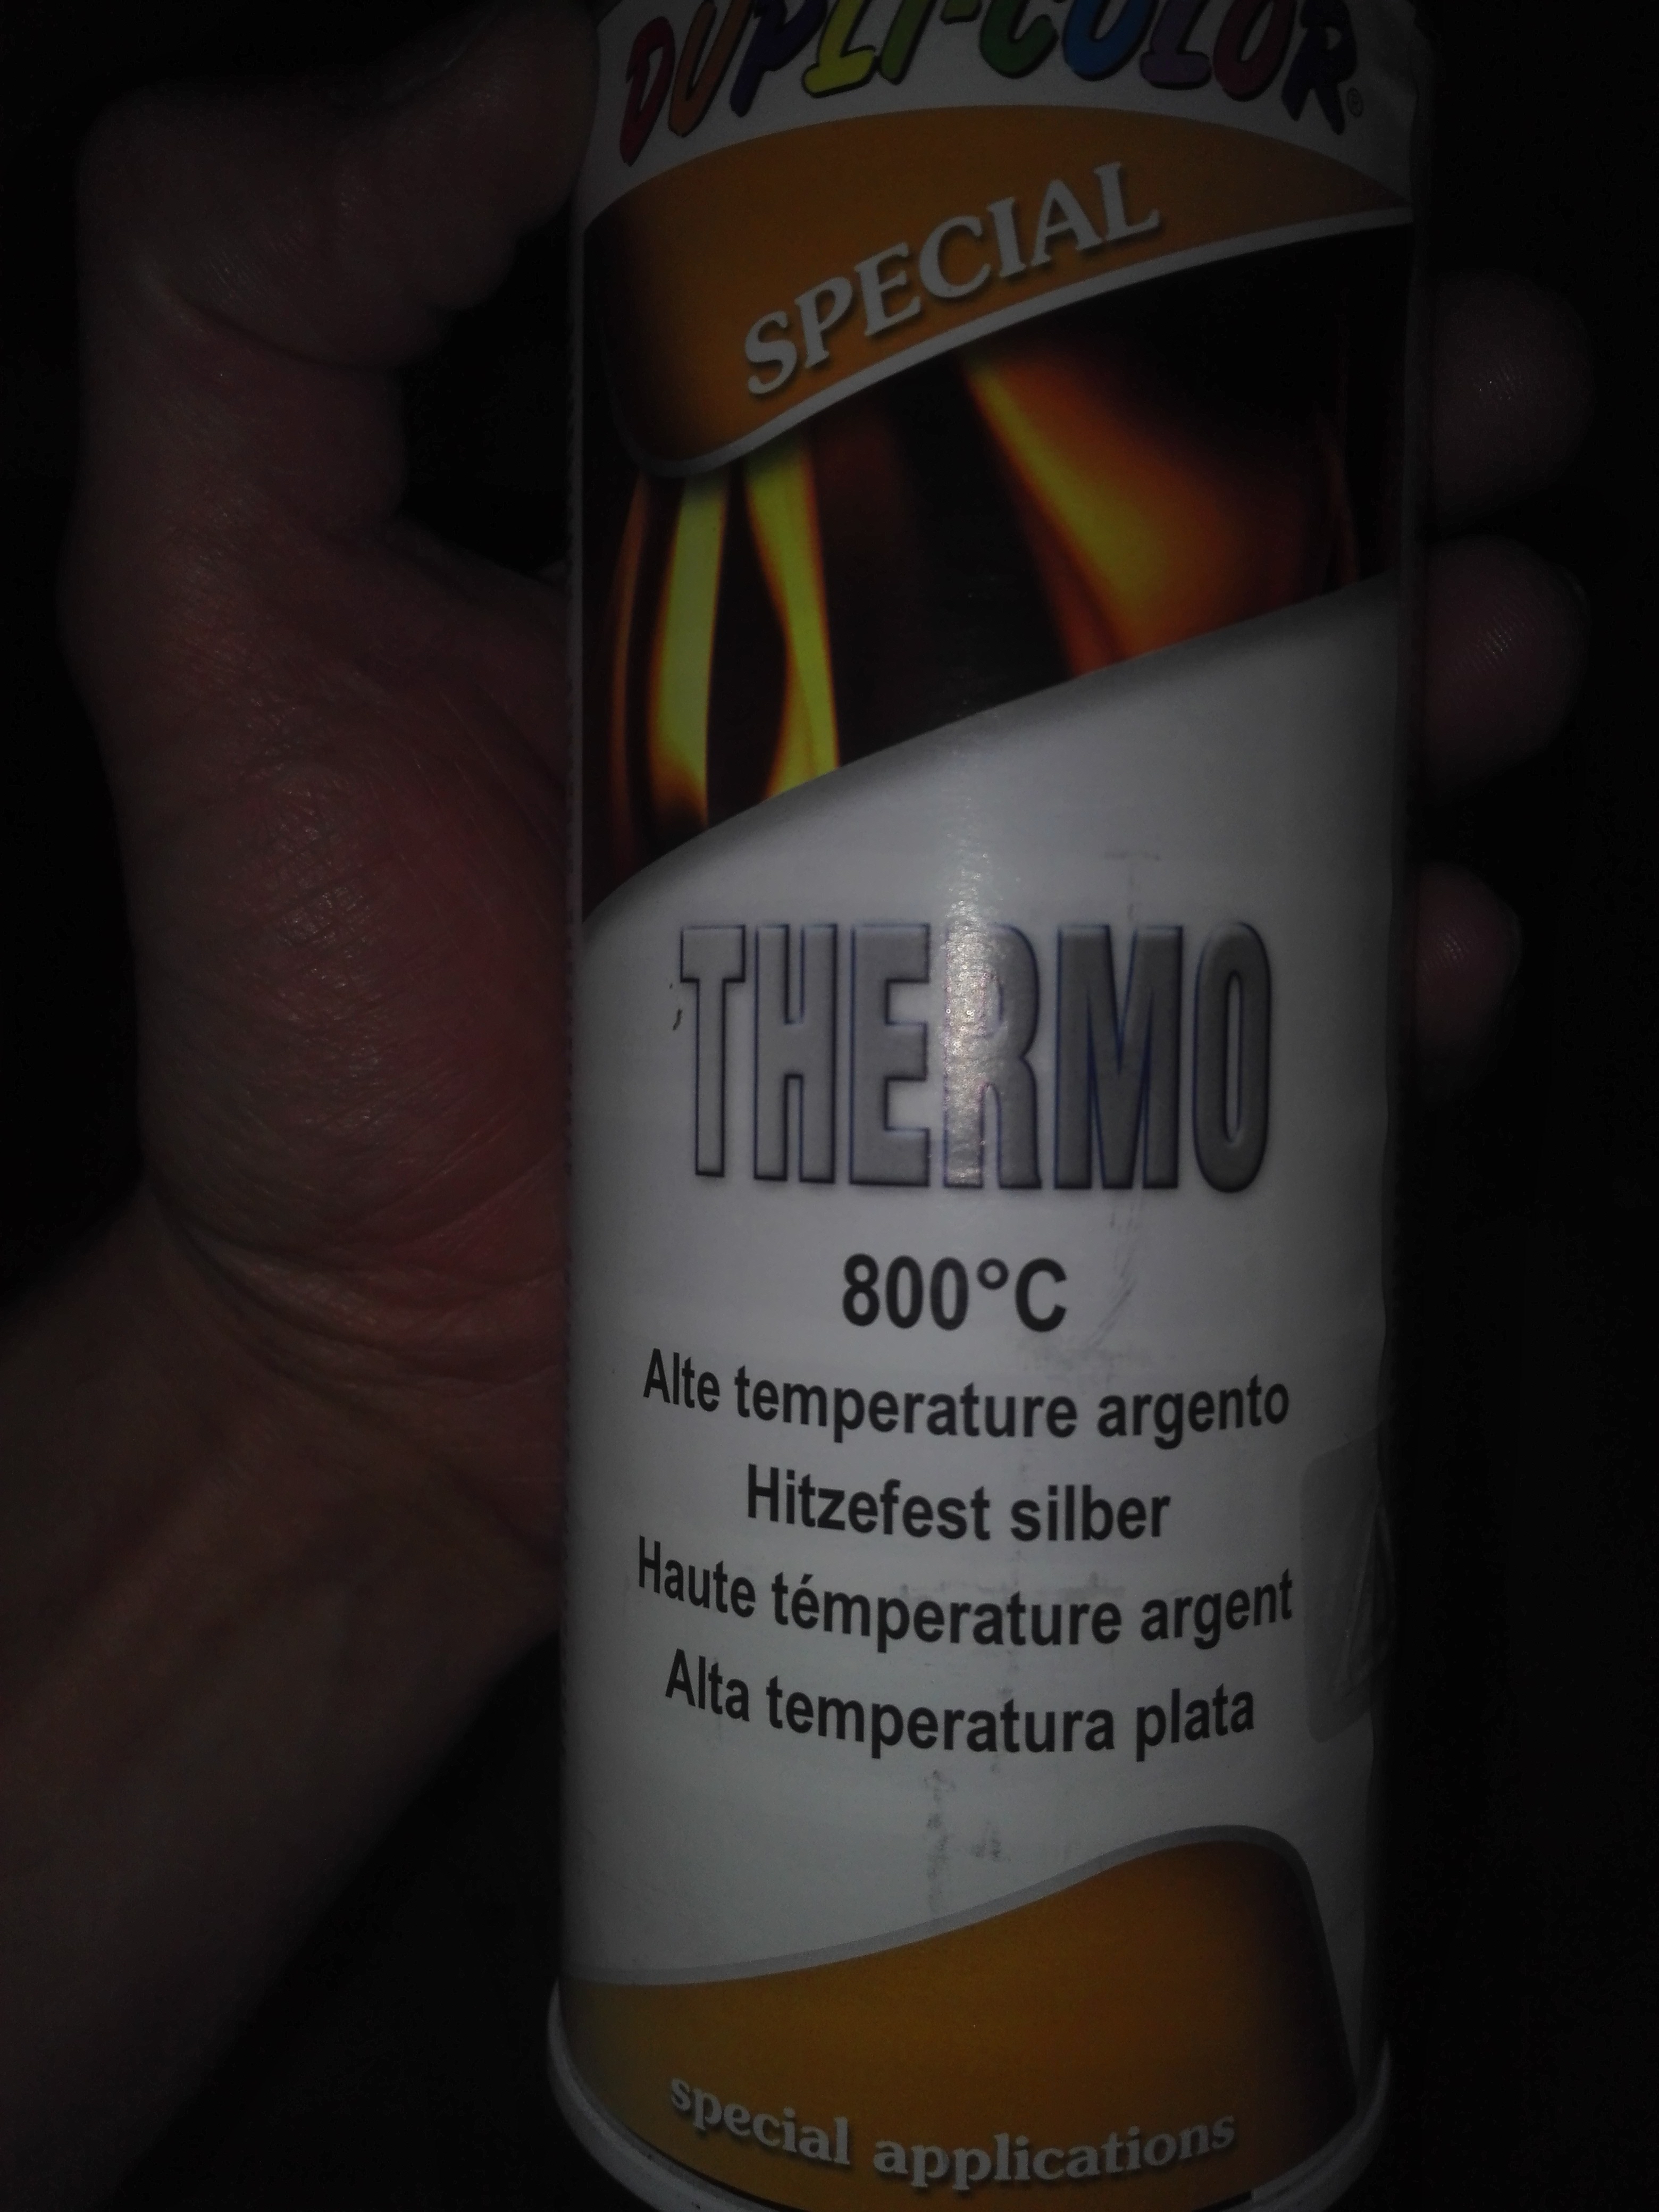 DUPLI-COLOR®
SPECIAL
THERMO
800°C
Alte temperature argento
Hitzefest silber
Haute témperature argent
Alta temperatura plata
special applications